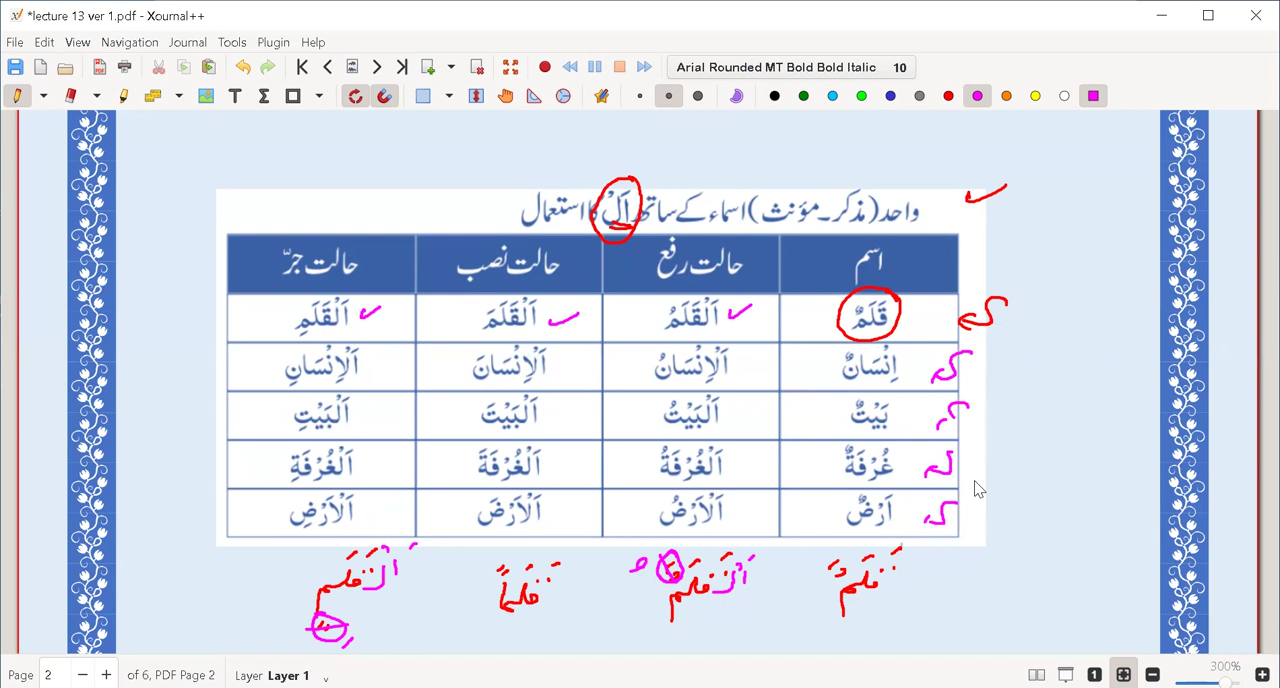 *lecture 13 ver 1.pdf - Xournal++
File Edit View Navigation Journal Tools Plugin Help
Arial Rounded MT Bold Bold Italic 10
واحد (مذکر۔مؤنث) اسماء کے ساتھ اَلْ کا استعمال
اسم حالت رفع حالت نصب حالت جرّ
قَلَمٌ اَلْقَلَمُ اَلْقَلَمَ اَلْقَلَمِ
اِنْسَانٌ اَلْاِنْسَانُ اَلْاِنْسَانَ اَلْاِنْسَانِ
بَيْتٌ اَلْبَيْتُ اَلْبَيْتَ اَلْبَيْتِ
غُرْفَةٌ اَلْغُرْفَةُ اَلْغُرْفَةَ اَلْغُرْفَةِ
اَرْضٌ اَلْاَرْضُ اَلْاَرْضَ اَلْاَرْضِ
قَلَمٌ اَلْقَلَمٌ قَلَمًا اَلْقَلَمٍ
Page 2 of 6, PDF Page 2 Layer Layer 1 1 300%